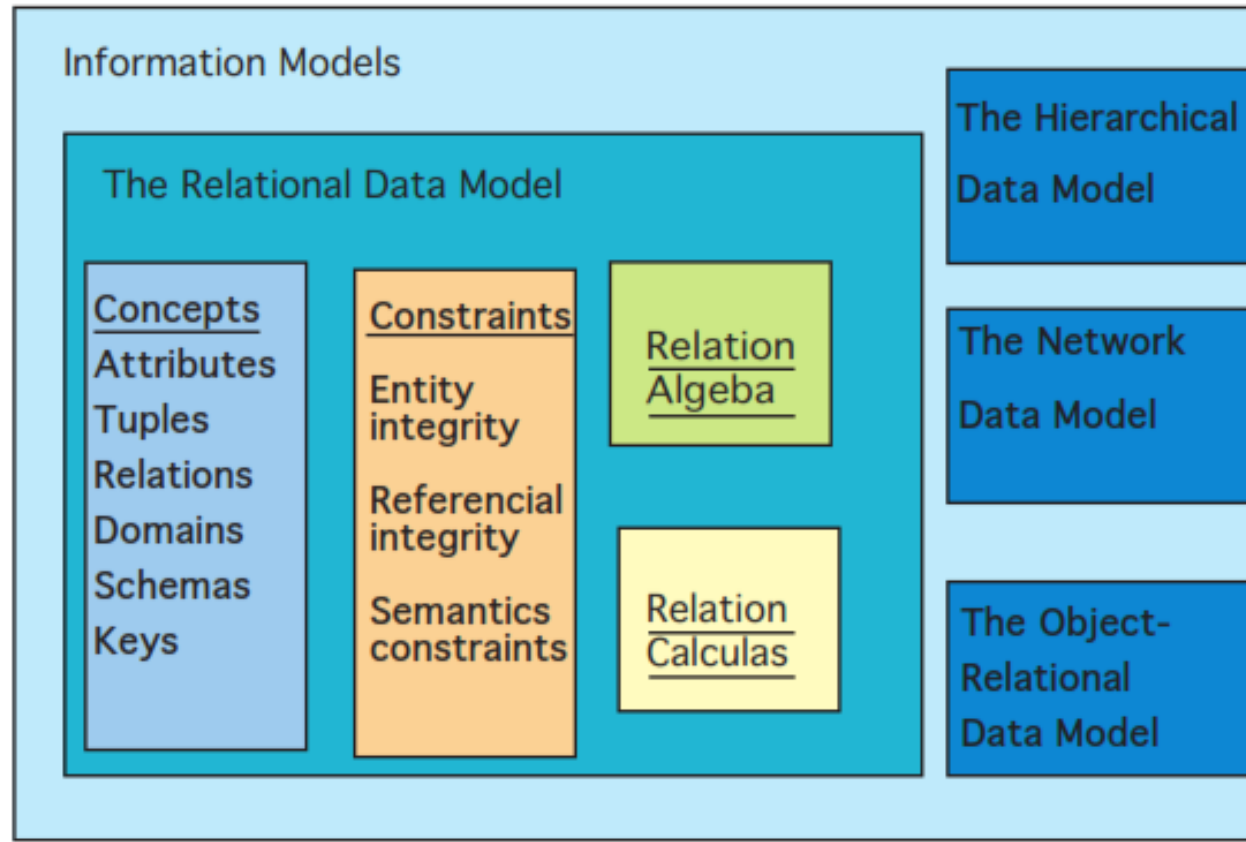 Information Models
The Relational Data Model
Concepts
Attributes
Tuples
Relations
Domains
Schemas
Keys
Constraints
Entity
integrity
Referencial
integrity
Semantics
constraints
Relation
Algeba
Relation
Calculas
The Hierarchical
Data Model
The Network
Data Model
The Object-
Relational
Data Model